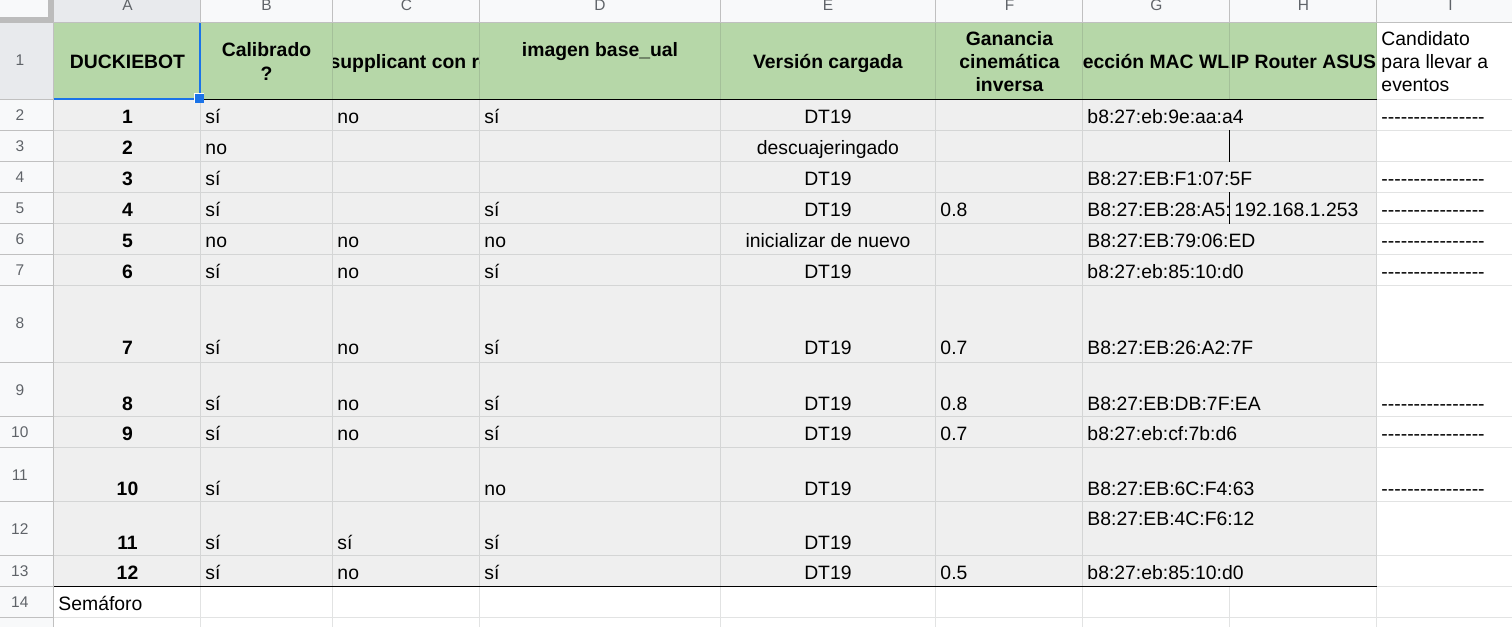 A B C D E F G H I
1 DUCKIEBOT Calibrado ? supplicant con r imagen base_ual Versión cargada Ganancia cinemática inversa ección MAC WL IP Router ASUS Candidato para llevar a eventos
2 1 sí no sí DT19 b8:27:eb:9e:aa:a4 ----------------
3 2 no descuajeringado
4 3 sí DT19 B8:27:EB:F1:07:5F ----------------
5 4 sí sí DT19 0.8 B8:27:EB:28:A5: 192.168.1.253 ----------------
6 5 no no no inicializar de nuevo B8:27:EB:79:06:ED ----------------
7 6 sí no sí DT19 b8:27:eb:85:10:d0 ----------------
8 7 sí no sí DT19 0.7 B8:27:EB:26:A2:7F
9 8 sí no sí DT19 0.8 B8:27:EB:DB:7F:EA ----------------
10 9 sí no sí DT19 0.7 b8:27:eb:cf:7b:d6 ----------------
11 10 sí no DT19 B8:27:EB:6C:F4:63 ----------------
12 11 sí sí sí DT19 B8:27:EB:4C:F6:12
13 12 sí no sí DT19 0.5 b8:27:eb:85:10:d0
14 Semáforo